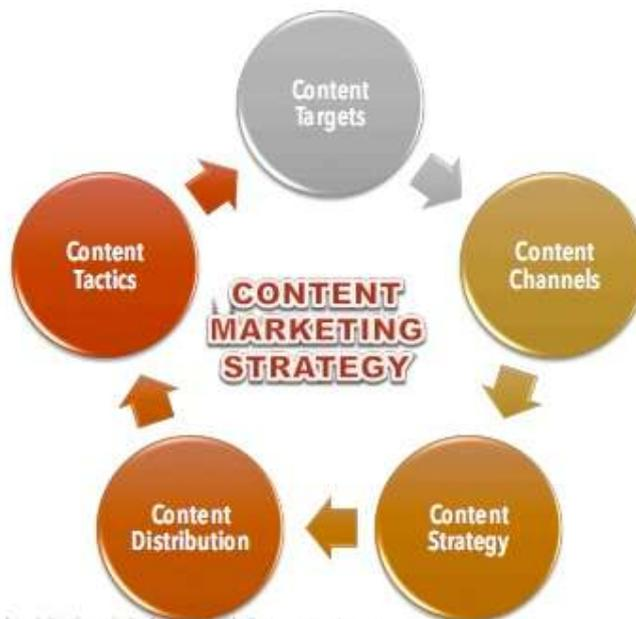 Content
Targets
Content
Channels
Content
Strategy
Content
Distribution
Content
Tactics
CONTENT
MARKETING
STRATEGY